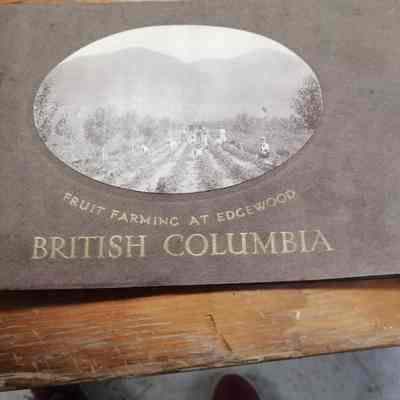 FRUIT FARMING AT EDGEWOOD
BRITISH COLUMBIA